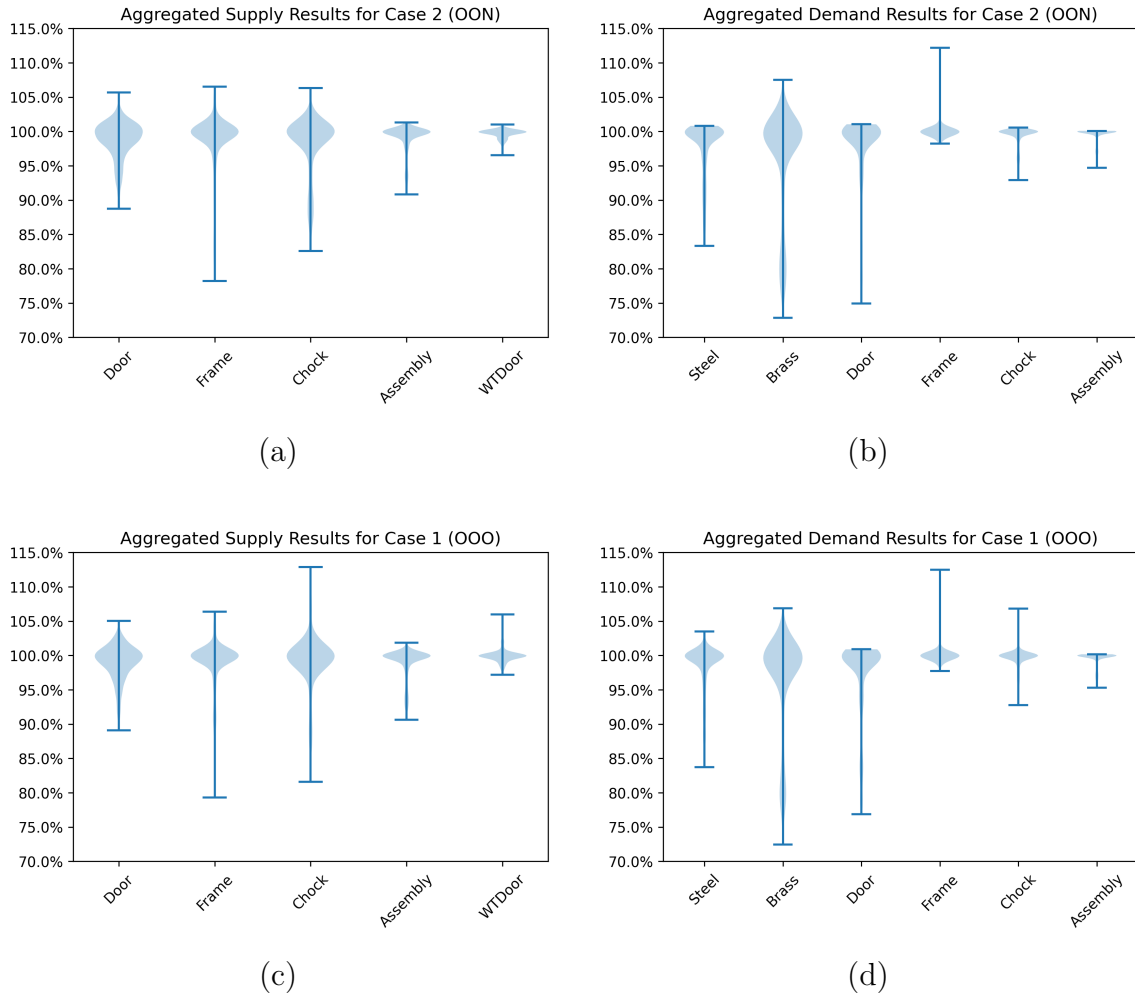 Aggregated Supply Results for Case 2 (OON)
115.0%
110.0%
105.0%
100.0%
95.0%
90.0%
85.0%
80.0%
75.0%
70.0%
Door
Frame
Chock
Assembly
WTDoor
(a)
Aggregated Demand Results for Case 2 (OON)
115.0%
110.0%
105.0%
100.0%
95.0%
90.0%
85.0%
80.0%
75.0%
70.0%
Steel
Brass
Door
Frame
Chock
Assembly
(b)
Aggregated Supply Results for Case 1 (OOO)
115.0%
110.0%
105.0%
100.0%
95.0%
90.0%
85.0%
80.0%
75.0%
70.0%
Door
Frame
Chock
Assembly
WTDoor
(c)
Aggregated Demand Results for Case 1 (OOO)
115.0%
110.0%
105.0%
100.0%
95.0%
90.0%
85.0%
80.0%
75.0%
70.0%
Steel
Brass
Door
Frame
Chock
Assembly
(d)